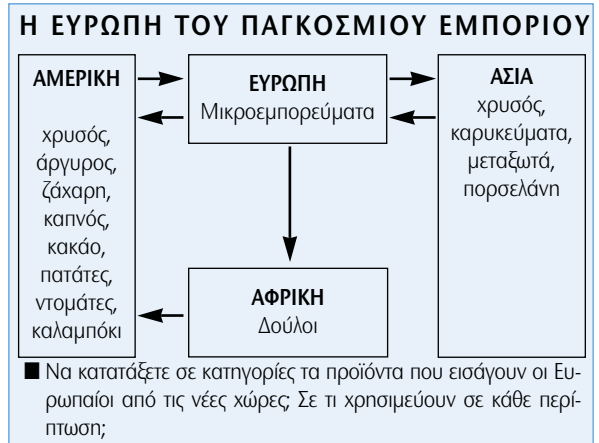 Η ΕΥΡΩΠΗ ΤΟΥ ΠΑΓΚΟΣΜΙΟΥ ΕΜΠΟΡΙΟΥ
ΑΜΕΡΙΚΗ
χρυσός,
άργυρος,
ζάχαρη,
καπνός,
κακάο,
πατάτες,
ντομάτες,
καλαμπόκι
ΕΥΡΩΠΗ
Μικροεμπορεύματα
ΑΣΙΑ
χρυσός,
καρυκεύματα,
μεταξωτά,
πορσελάνη
ΑΦΡΙΚΗ
Δούλοι
■ Να κατατάξετε σε κατηγορίες τα προϊόντα που εισάγουν οι Ευ-
ρωπαίοι από τις νέες χώρες; Σε τι χρησιμεύουν σε κάθε περί-
πτωση;